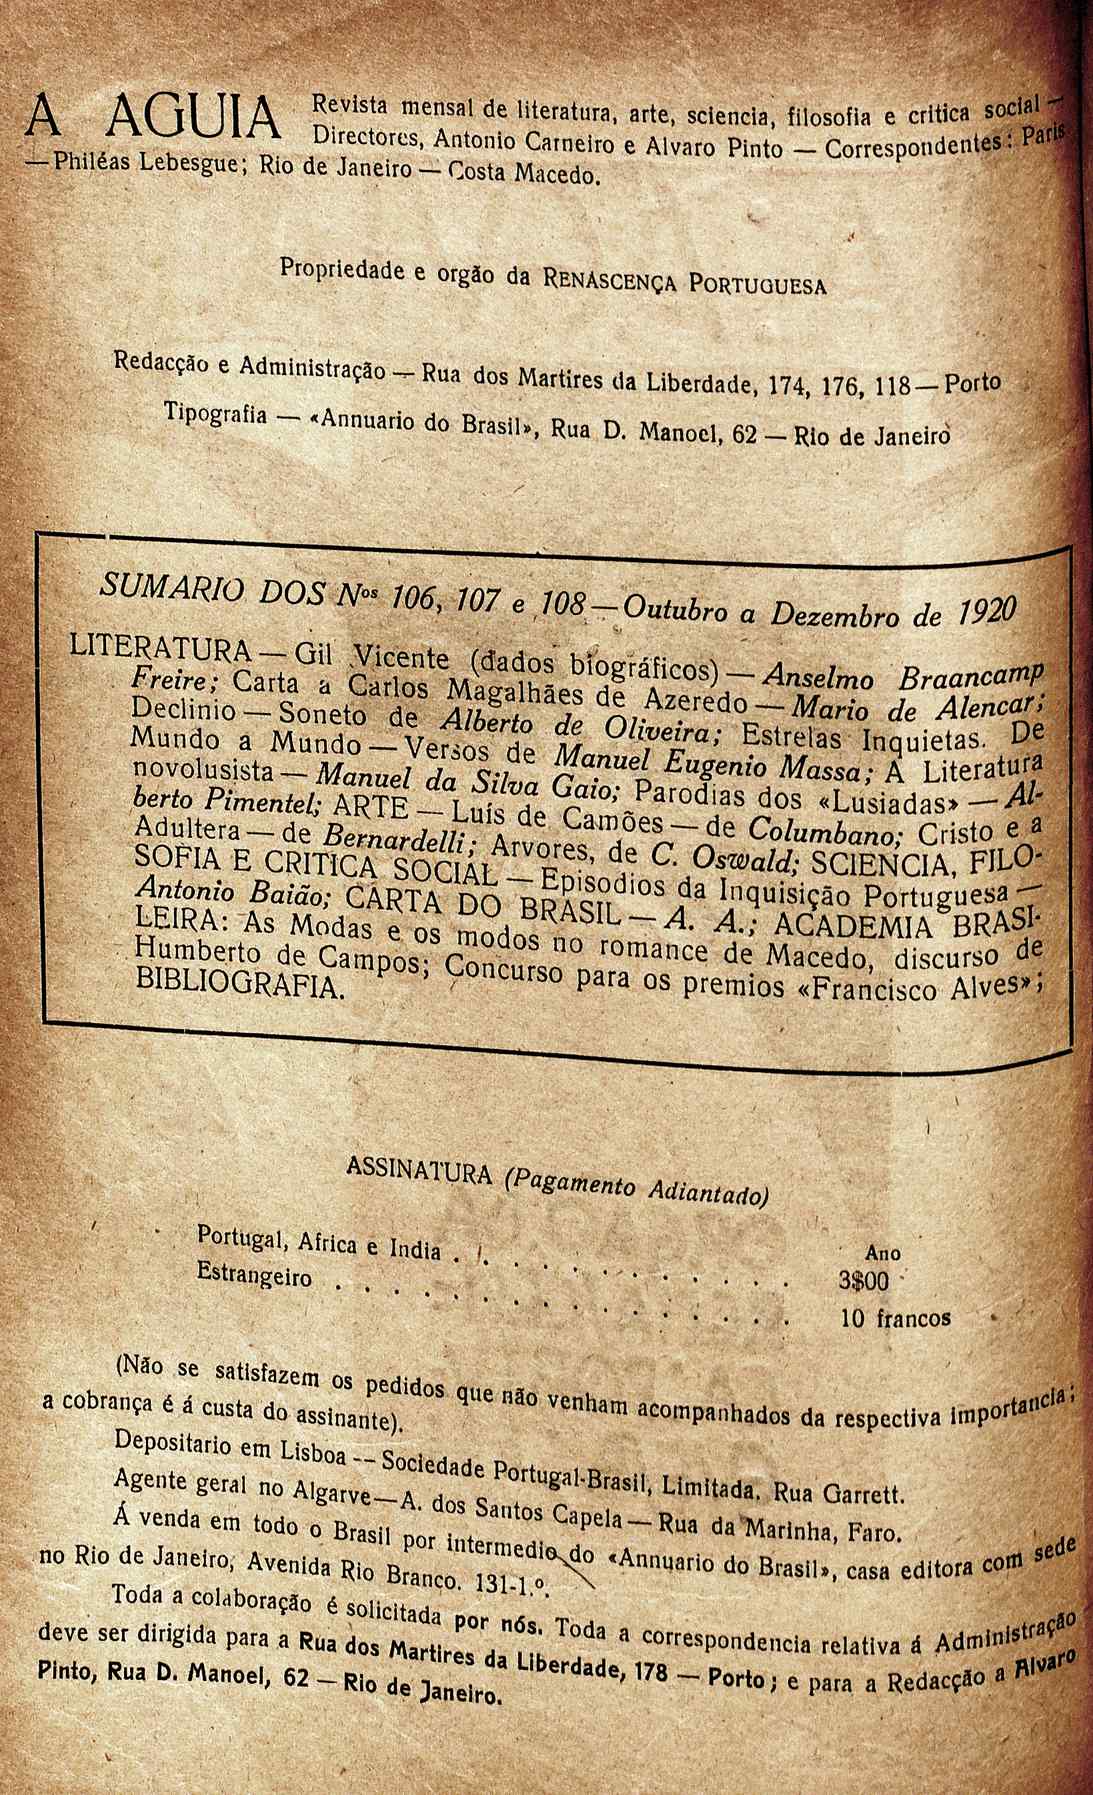 A AGUIA Revista mensal de literatura, arte, sciencia, filosofia e critica social —
Directores, Antonio Carneiro e Alvaro Pinto — Correspondentes: Paris
— Philéas Lebesgue; Rio de Janeiro — Costa Macedo.
Propriedade e orgão da RENASCENÇA PORTUGUESA
Redacção e Administração — Rua dos Martires da Liberdade, 174, 176, 118 — Porto
Tipografia — «Annuario do Brasil», Rua D. Manoel, 62 — Rio de Janeiro
SUMARIO DOS Nos 106, 107 e 108 — Outubro a Dezembro de 1920
LITERATURA — Gil Vicente (dados biográficos) — Anselmo Braancamp
Freire; Carta a Carlos Magalhães de Azeredo — Mario de Alencar;
Declinio — Soneto de Alberto de Oliveira; Estrelas Inquietas. De
Mundo a Mundo — Versos de Manuel Eugenio Massa; A Literatura
novolusista — Manuel da Silva Gaio; Parodias dos «Lusiadas» — Al-
berto Pimentel; ARTE — Luís de Camões — de Columbano; Cristo e a
Adultera — de Bernardelli; Arvores, de C. Oswald; SCIENCIA, FILO-
SOFIA E CRITICA SOCIAL — Episodios da Inquisição Portuguesa —
Antonio Baião; CARTA DO BRASIL — A. A.; ACADEMIA BRASI-
LEIRA: As Modas e os modos no romance de Macedo, discurso de
Humberto de Campos; Concurso para os premios «Francisco Alves»;
BIBLIOGRAFIA.
ASSINATURA (Pagamento Adiantado)
Ano
Portugal, Africa e India . . . . . . . . . . . . 3$00
Estrangeiro . . . . . . . . . . . . . . . . 10 francos
(Não se satisfazem os pedidos que não venham acompanhados da respectiva importancia;
a cobrança é á custa do assinante).
Depositario em Lisboa -- Sociedade Portugal-Brasil, Limitada. Rua Garrett.
Agente geral no Algarve — A. dos Santos Capela — Rua da Marinha, Faro.
Á venda em todo o Brasil por intermedio do «Annuario do Brasil», casa editora com sede
no Rio de Janeiro, Avenida Rio Branco. 131-1.º.
Toda a colaboração é solicitada por nós. Toda a correspondencia relativa á Administração
deve ser dirigida para a Rua dos Martires da Liberdade, 178 — Porto; e para a Redacção a Alvaro
Pinto, Rua D. Manoel, 62 — Rio de Janeiro.